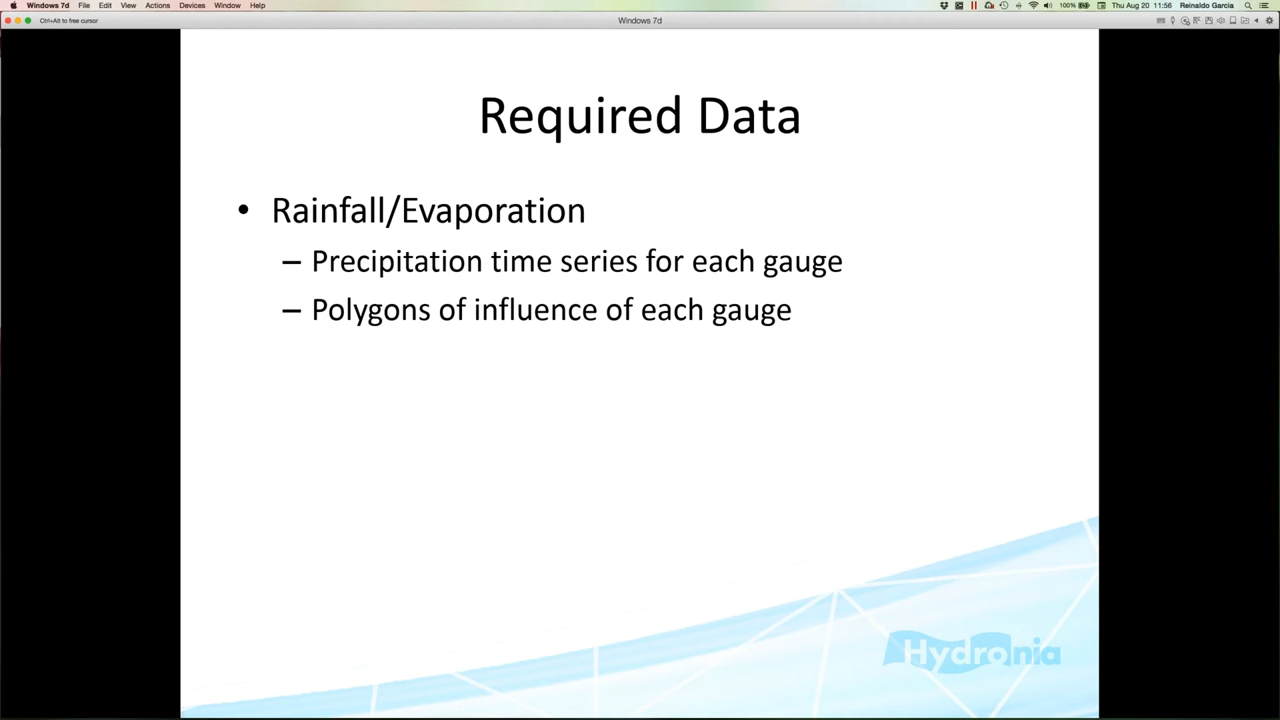 Windows 7d File Edit View Actions Devices Window Help 100% Thu Aug 20 11:56 Reinaldo Garcia
Ctrl+Alt to free cursor Windows 7d
Required Data
• Rainfall/Evaporation
– Precipitation time series for each gauge
– Polygons of influence of each gauge
Hydronia